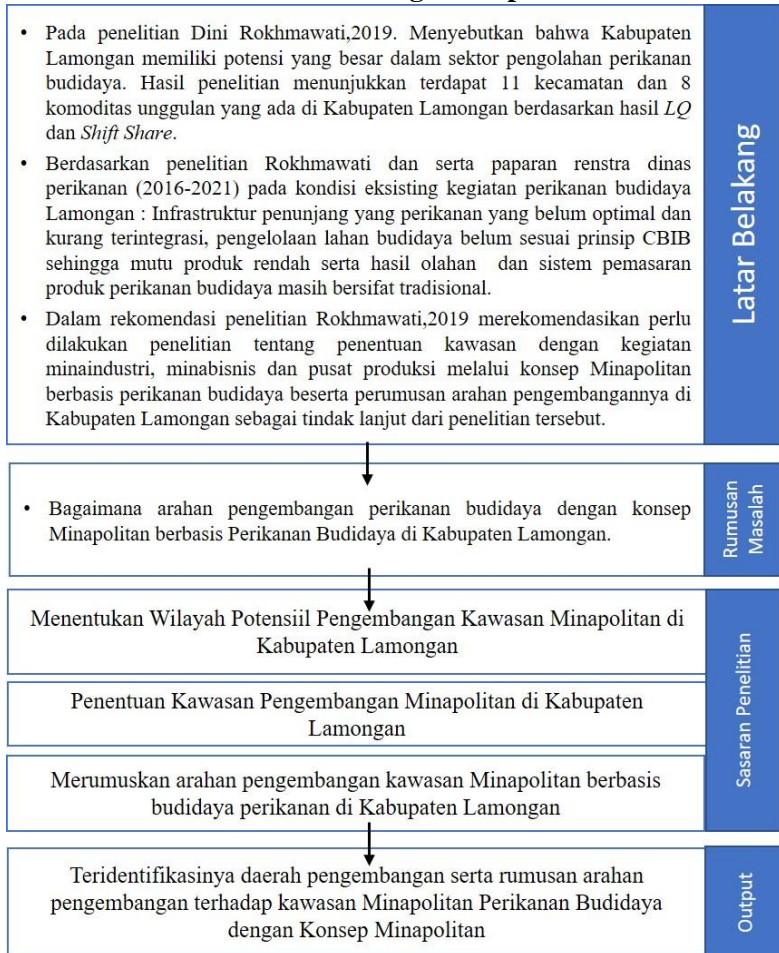 • Pada penelitian Dini Rokhmawati,2019. Menyebutkan bahwa Kabupaten
Lamongan memiliki potensi yang besar dalam sektor pengolahan perikanan
budidaya. Hasil penelitian menunjukkan terdapat 11 kecamatan dan 8
komoditas unggulan yang ada di Kabupaten Lamongan berdasarkan hasil LQ
dan Shift Share.
• Berdasarkan penelitian Rokhmawati dan serta paparan renstra dinas
perikanan (2016-2021) pada kondisi eksisting kegiatan perikanan budidaya
Lamongan : Infrastruktur penunjang yang perikanan yang belum optimal dan
kurang terintegrasi, pengelolaan lahan budidaya belum sesuai prinsip CBIB
sehingga mutu produk rendah serta hasil olahan dan sistem pemasaran
produk perikanan budidaya masih bersifat tradisional.
• Dalam rekomendasi penelitian Rokhmawati,2019 merekomendasikan perlu
dilakukan penelitian tentang penentuan kawasan dengan kegiatan
minaindustri, minabisnis dan pusat produksi melalui konsep Minapolitan
berbasis perikanan budidaya beserta perumusan arahan pengembangannya di
Kabupaten Lamongan sebagai tindak lanjut dari penelitian tersebut.
Latar Belakang
• Bagaimana arahan pengembangan perikanan budidaya dengan konsep
Minapolitan berbasis Perikanan Budidaya di Kabupaten Lamongan.
Rumusan
Masalah
Menentukan Wilayah Potensiil Pengembangan Kawasan Minapolitan di
Kabupaten Lamongan
Penentuan Kawasan Pengembangan Minapolitan di Kabupaten
Lamongan
Merumuskan arahan pengembangan kawasan Minapolitan berbasis
budidaya perikanan di Kabupaten Lamongan
Sasaran Penelitian
Teridentifikasinya daerah pengembangan serta rumusan arahan
pengembangan terhadap kawasan Minapolitan Perikanan Budidaya
dengan Konsep Minapolitan
Output